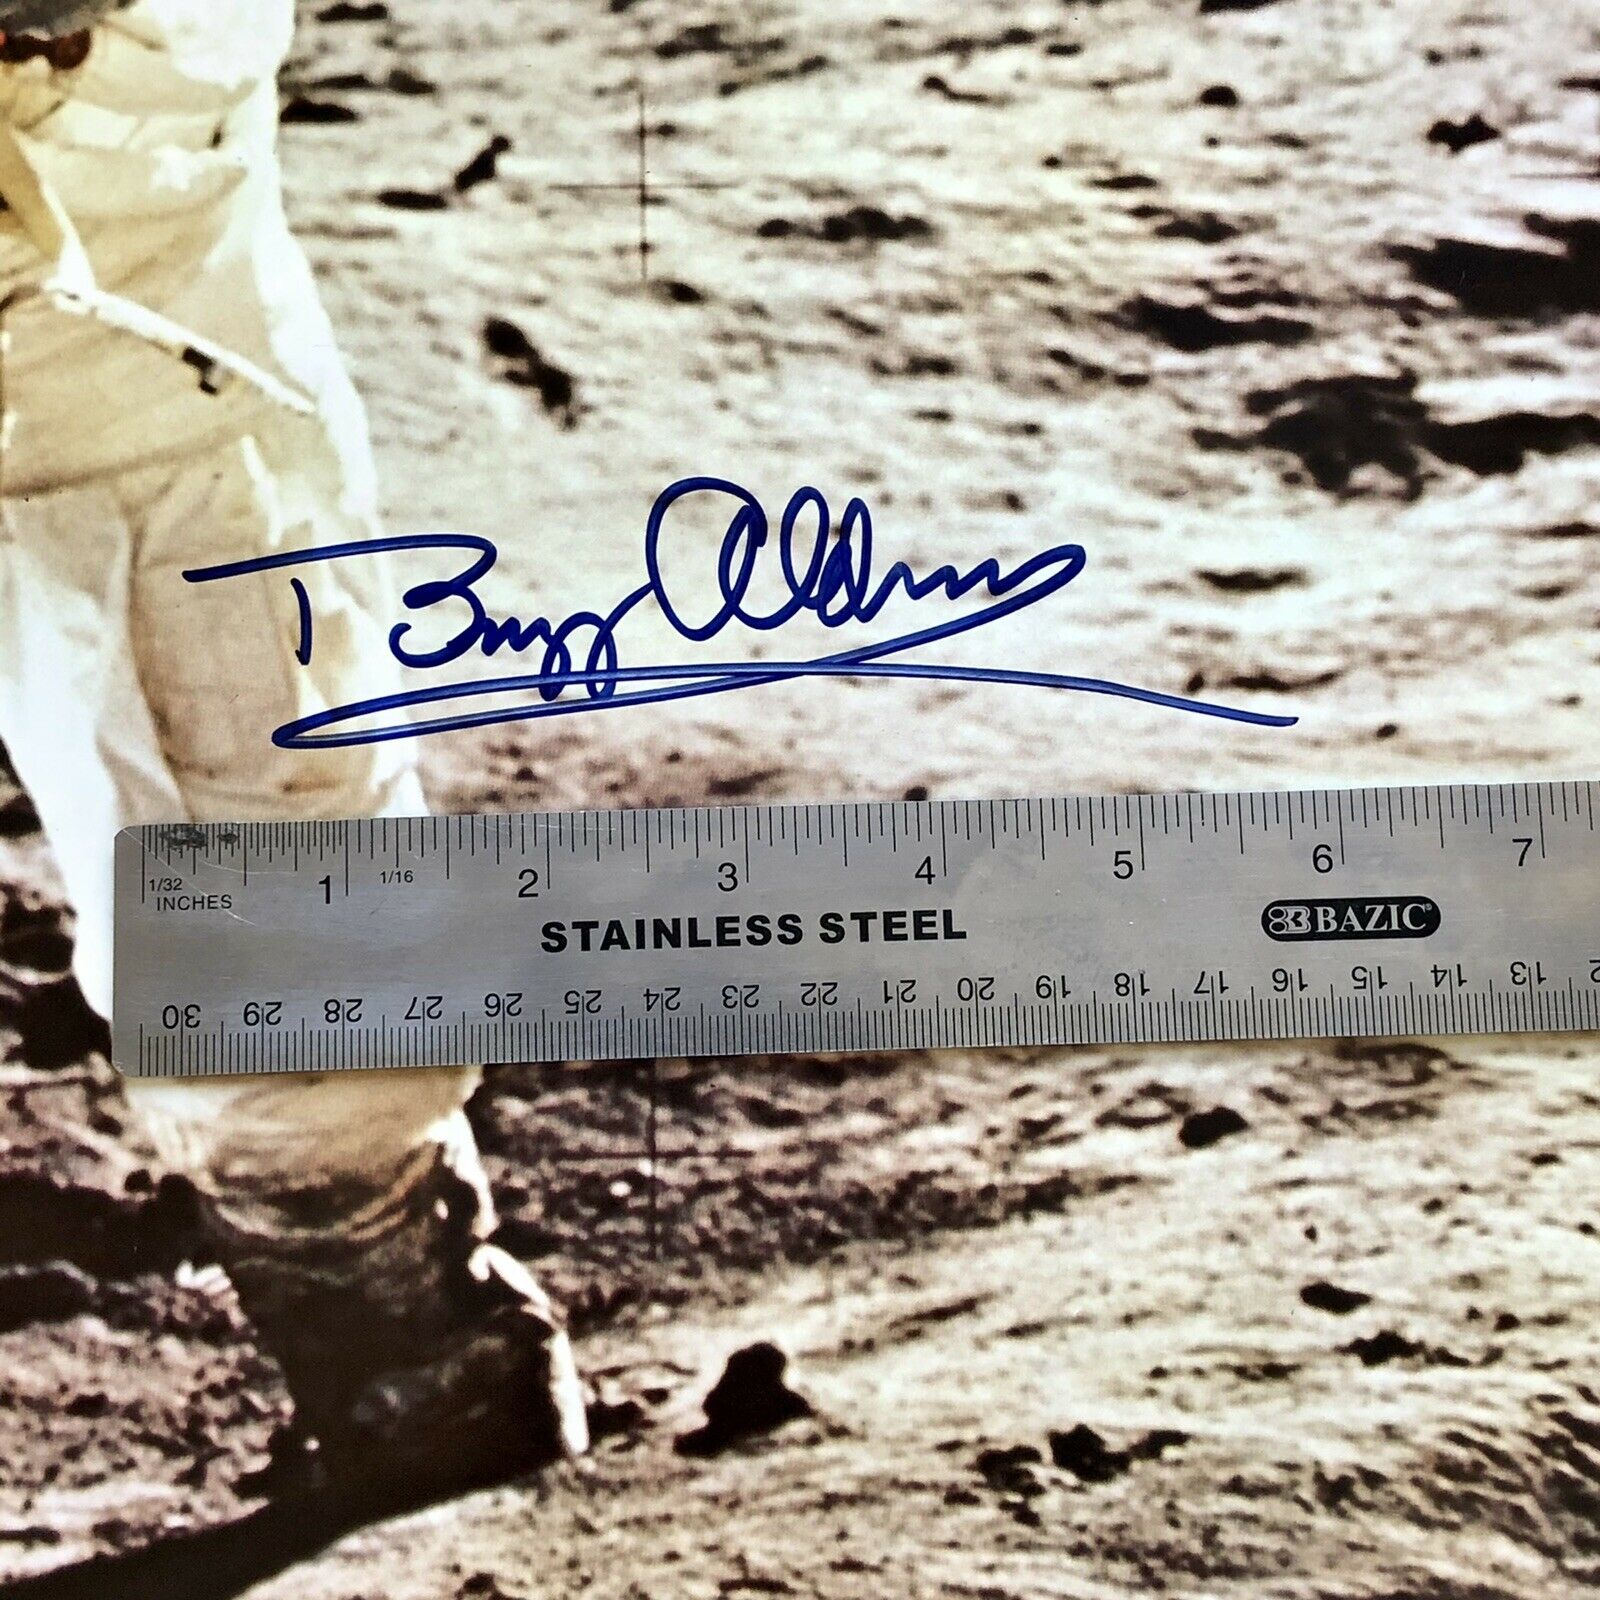 Buzz Aldrin
1 2 3 4 5 6 7
1/32 1/16
INCHES
STAINLESS STEEL BAZIC®
30 29 28 27 26 25 24 23 22 21 20 19 18 17 16 15 14 13